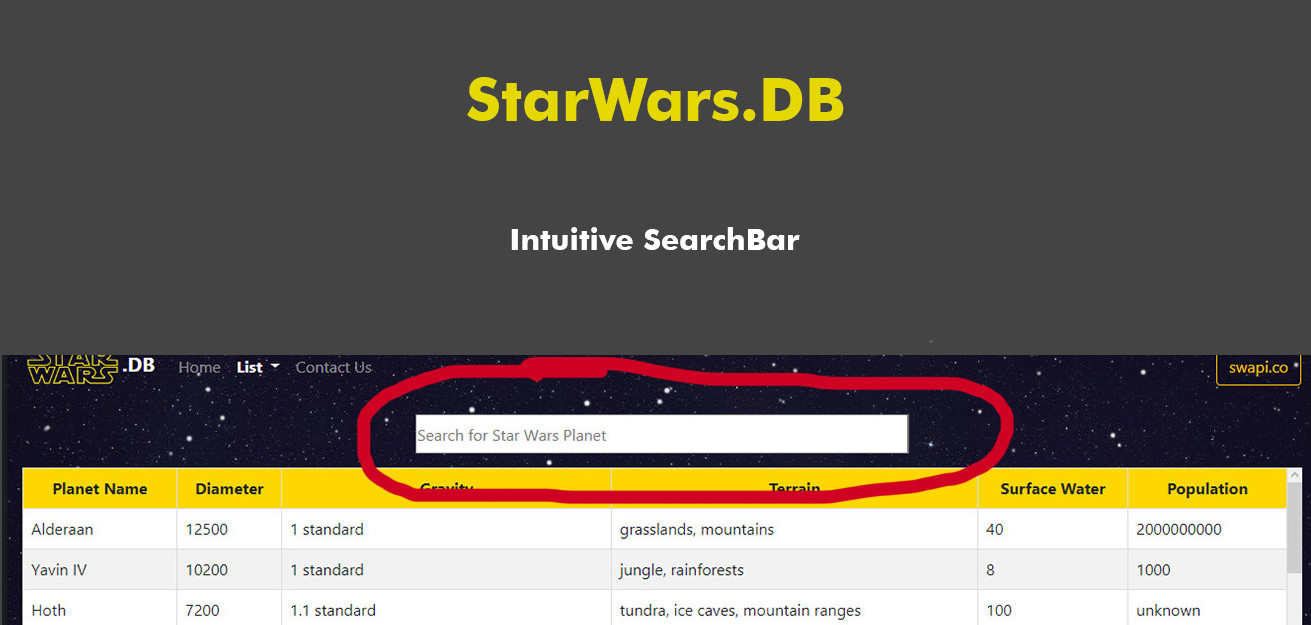 StarWars.DB
Intuitive SearchBar
STAR WARS .DB Home List Contact Us swapi.co
Search for Star Wars Planet
Planet Name Diameter Gravity Terrain Surface Water Population
Alderaan 12500 1 standard grasslands, mountains 40 2000000000
Yavin IV 10200 1 standard jungle, rainforests 8 1000
Hoth 7200 1.1 standard tundra, ice caves, mountain ranges 100 unknown